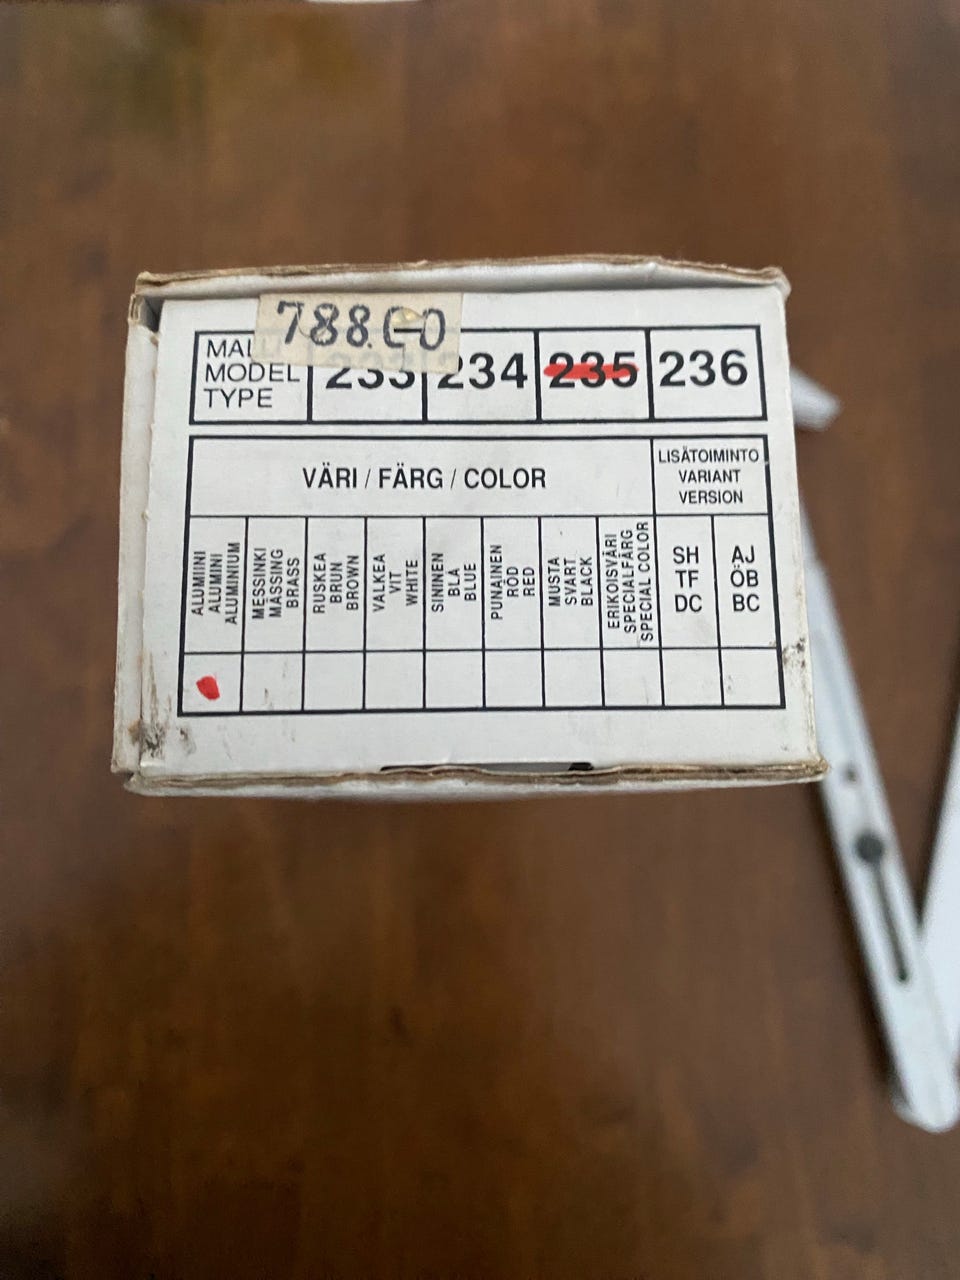 788.00
MODEL 233 234 235 236
TYPE
VÄRI / FÄRG / COLOR
LISÄTOIMINTO
VARIANT
VERSION
ALUMIINI
ALUMINI
ALUMINIUM
MESSINKI
MÄSSING
BRASS
RUSKEA
BRUN
BROWN
VALKEA
VIT
WHITE
SININEN
BLÅ
BLUE
PUNAINEN
RÖD
RED
MUSTA
SVART
BLACK
ERIKOISVÄRI
SPECIALFÄRG
SPECIAL COLOR
SH
TF
DC
AJ
ÖB
BC